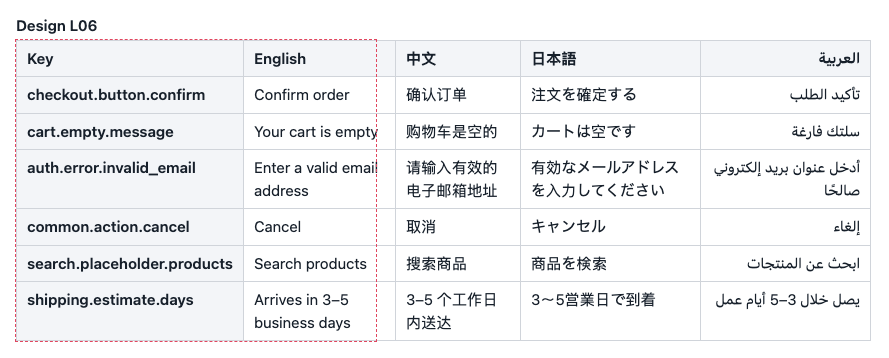 Design L06
Key English 中文 日本語 العربية
checkout.button.confirm Confirm order 确认订单 注文を確定する تأكيد الطلب
cart.empty.message Your cart is empty 购物车是空的 カートは空です سلتك فارغة
auth.error.invalid_email Enter a valid email 请输入有效的 有効なメールアドレス أدخل عنوان بريد إلكتروني
address 电子邮箱地址 を入力してください صالحًا
common.action.cancel Cancel 取消 キャンセル إلغاء
search.placeholder.products Search products 搜索商品 商品を検索 ابحث عن المنتجات
shipping.estimate.days Arrives in 3–5 3–5 个工作日 3〜5営業日で到着 يصل خلال 3–5 أيام عمل
business days 内送达